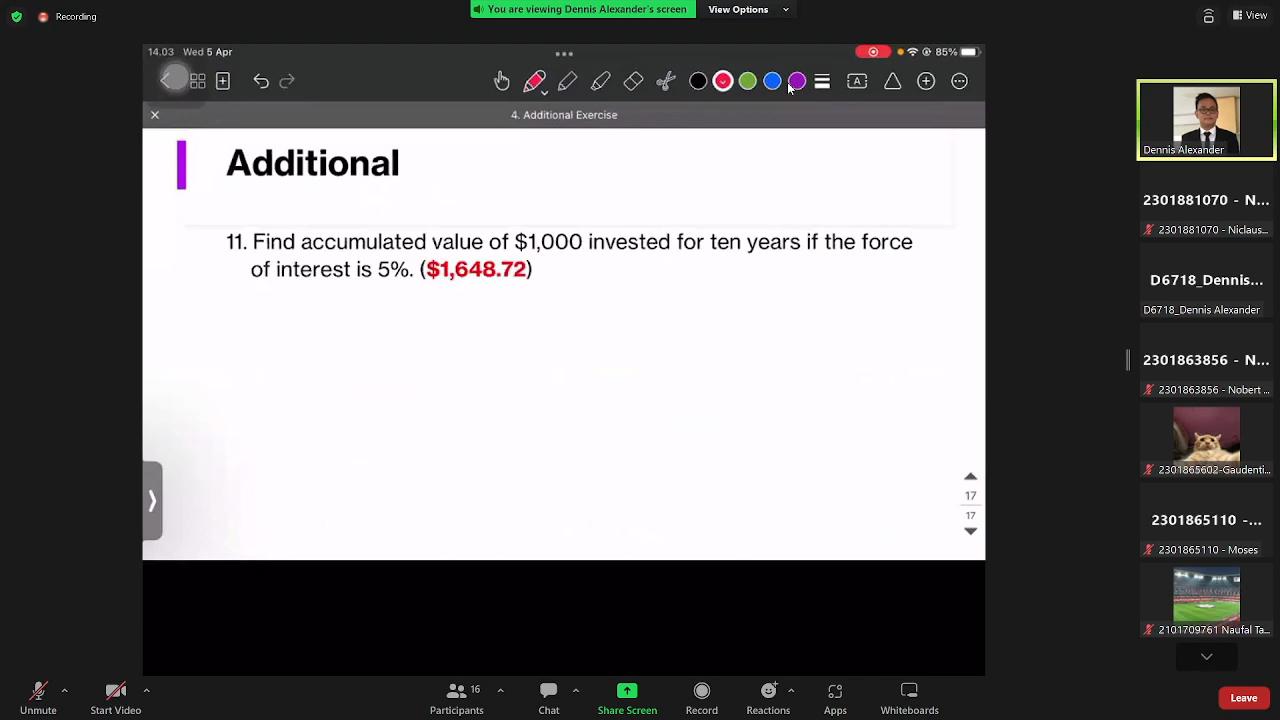 You are viewing Dennis Alexander's screen
View Options
Recording
View
14.03 Wed 5 Apr
85%
A
4. Additional Exercise
Additional
11. Find accumulated value of $1,000 invested for ten years if the force
of interest is 5%. ($1,648.72)
17
17
Dennis Alexander
2301881070 - N...
2301881070 - Niclaus...
D6718_Dennis...
D6718_Dennis Alexander
2301863856 - N...
2301863856 - Nobert ...
2301865602-Gaudenti...
2301865110 -...
2301865110 - Moses
2101709761 Naufal Ta...
Unmute
Start Video
16
Participants
Chat
Share Screen
Record
Reactions
Apps
Whiteboards
Leave